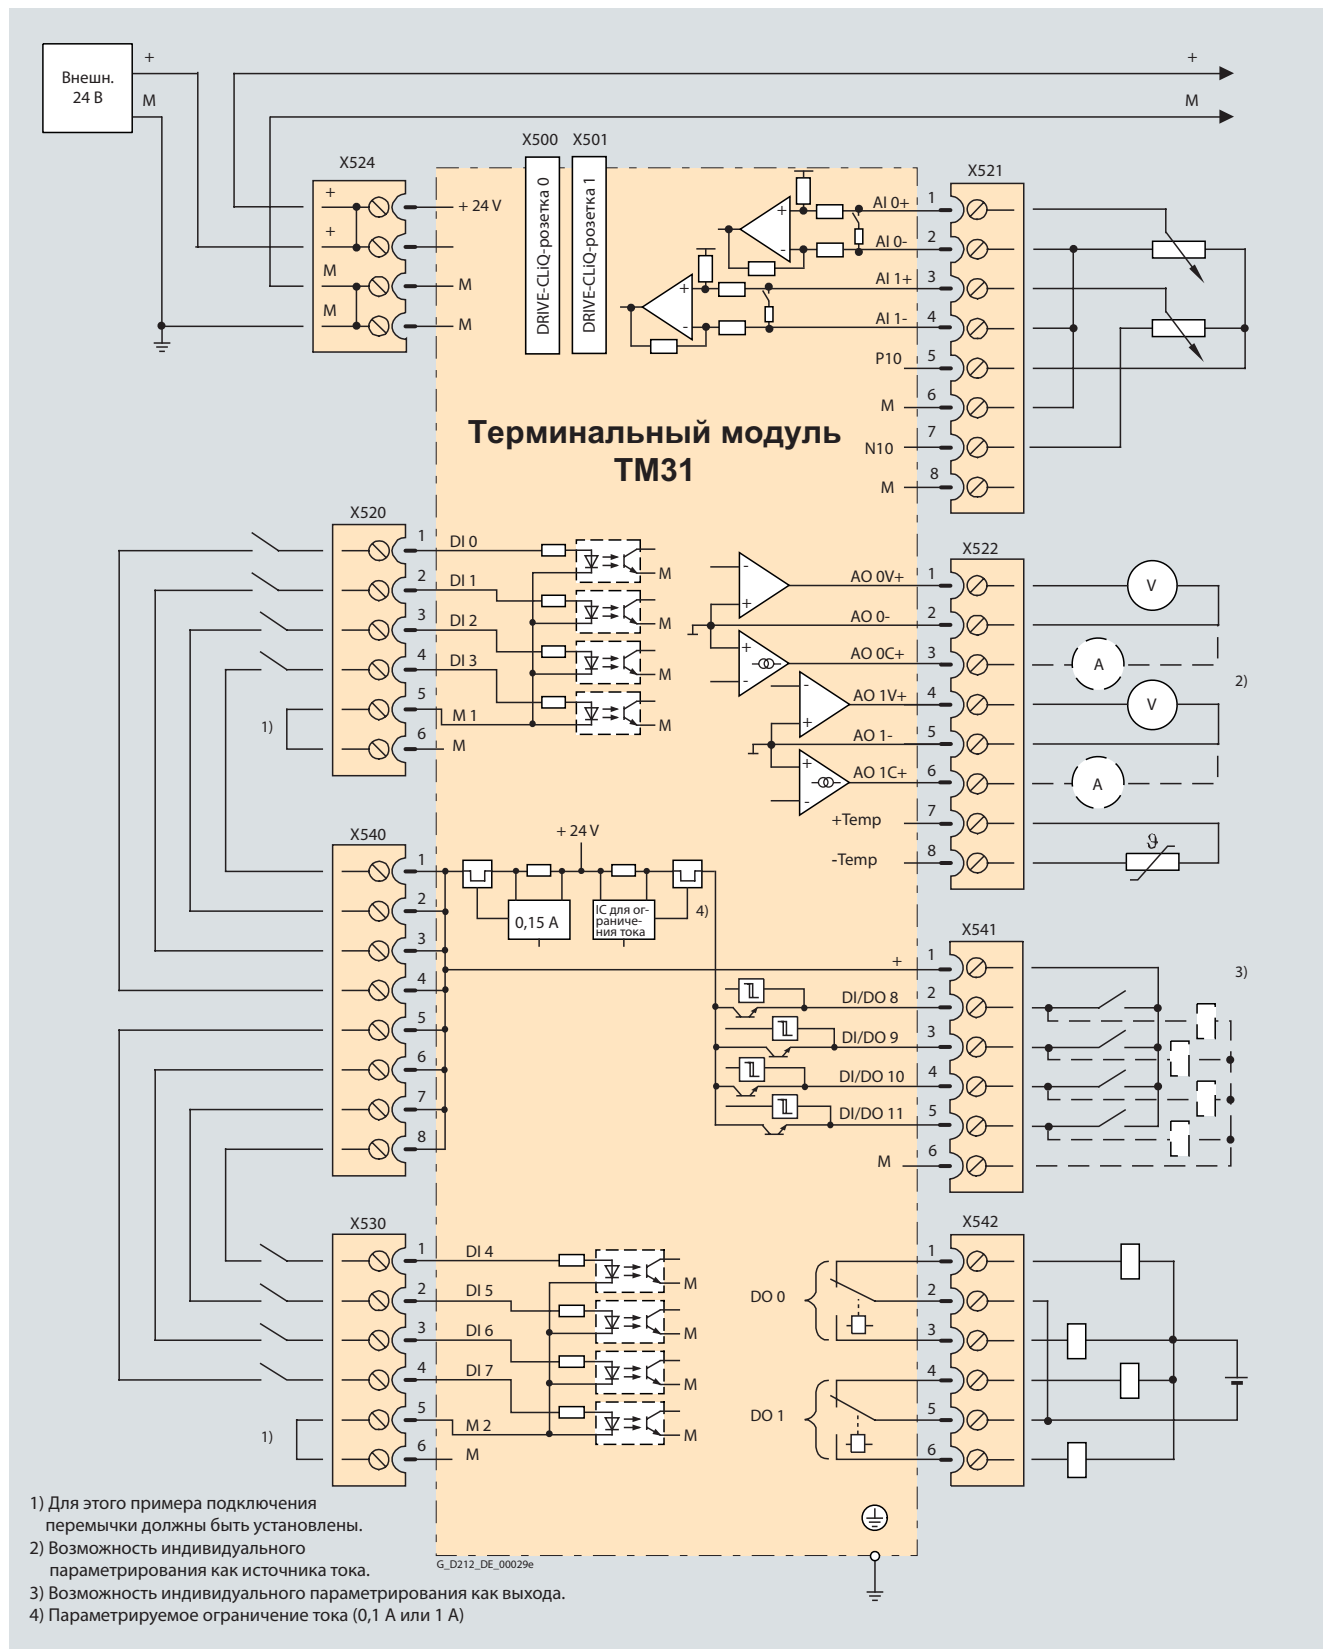 Внешн.
24 В
+
M
+
M
X500
X501
DRIVE-CLiQ-розетка 0
DRIVE-CLiQ-розетка 1
X524
+
+
M
M
+ 24 V
M
M
X521
AI 0+
1
AI 0-
2
AI 1+
3
AI 1-
4
P10
5
M
6
N10
7
M
8
+
-
+
-
Терминальный модуль
TM31
X520
1
DI 0
2
DI 1
3
DI 2
4
DI 3
5
M 1
6
M
M
M
M
M
1)
X522
AO 0V+
1
AO 0-
2
AO 0C+
3
AO 1V+
4
AO 1-
5
AO 1C+
6
+Temp
7
-Temp
8
-
+
+
-
-
+
+
-
V
A
V
A
2)
ϑ
X540
1
2
3
4
5
6
7
8
+ 24 V
0,15 A
IC для ог-
раниче-
ния тока
4)
X541
+
1
DI/DO 8
2
DI/DO 9
3
DI/DO 10
4
DI/DO 11
5
M
6
3)
X530
1
DI 4
2
DI 5
3
DI 6
4
DI 7
5
M 2
6
M
M
M
M
M
1)
X542
1
2
3
4
5
6
DO 0
DO 1
1) Для этого примера подключения
перемычки должны быть установлены.
2) Возможность индивидуального
параметрирования как источника тока.
3) Возможность индивидуального параметрирования как выхода.
4) Параметрируемое ограничение тока (0,1 А или 1 А)
G_D212_DE_00029e